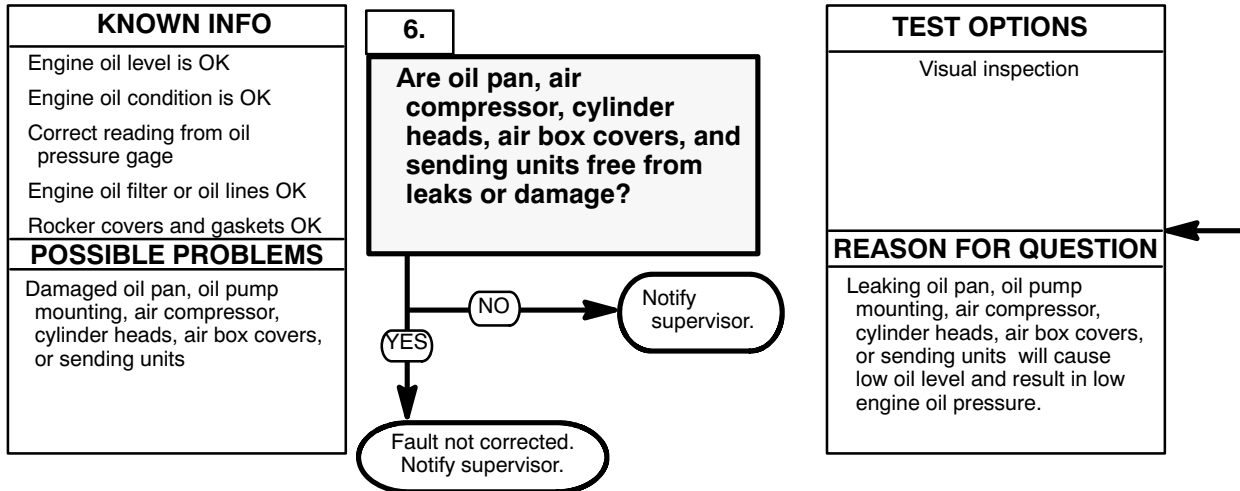 KNOWN INFO
Engine oil level is OK
Engine oil condition is OK
Correct reading from oil
pressure gage
Engine oil filter or oil lines OK
Rocker covers and gaskets OK
POSSIBLE PROBLEMS
Damaged oil pan, oil pump
mounting, air compressor,
cylinder heads, air box covers,
or sending units
6.
Are oil pan, air
compressor, cylinder
heads, air box covers, and
sending units free from
leaks or damage?
NO
Notify
supervisor.
YES
Fault not corrected.
Notify supervisor.
TEST OPTIONS
Visual inspection
REASON FOR QUESTION
Leaking oil pan, oil pump
mounting, air compressor,
cylinder heads, air box covers,
or sending units will cause
low oil level and result in low
engine oil pressure.